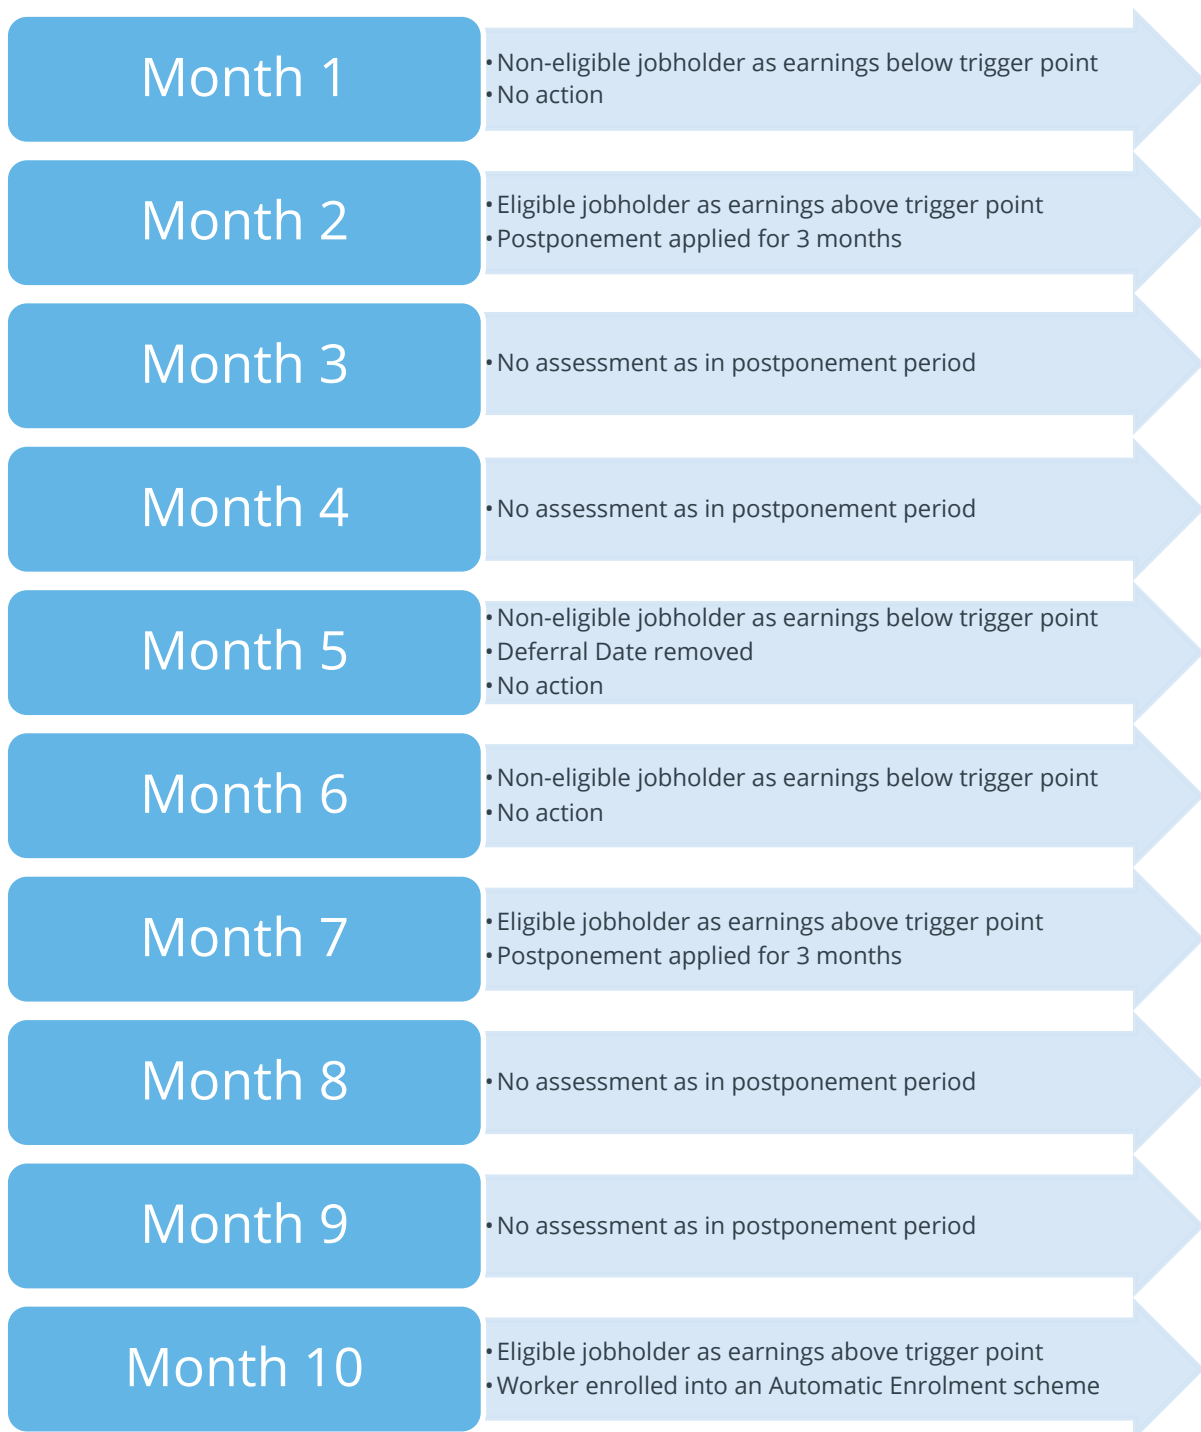 Month 1
•Non-eligible jobholder as earnings below trigger point
•No action
Month 2
•Eligible jobholder as earnings above trigger point
•Postponement applied for 3 months
Month 3
•No assessment as in postponement period
Month 4
•No assessment as in postponement period
Month 5
•Non-eligible jobholder as earnings below trigger point
•Deferral Date removed
•No action
Month 6
•Non-eligible jobholder as earnings below trigger point
•No action
Month 7
•Eligible jobholder as earnings above trigger point
•Postponement applied for 3 months
Month 8
•No assessment as in postponement period
Month 9
•No assessment as in postponement period
Month 10
•Eligible jobholder as earnings above trigger point
•Worker enrolled into an Automatic Enrolment scheme